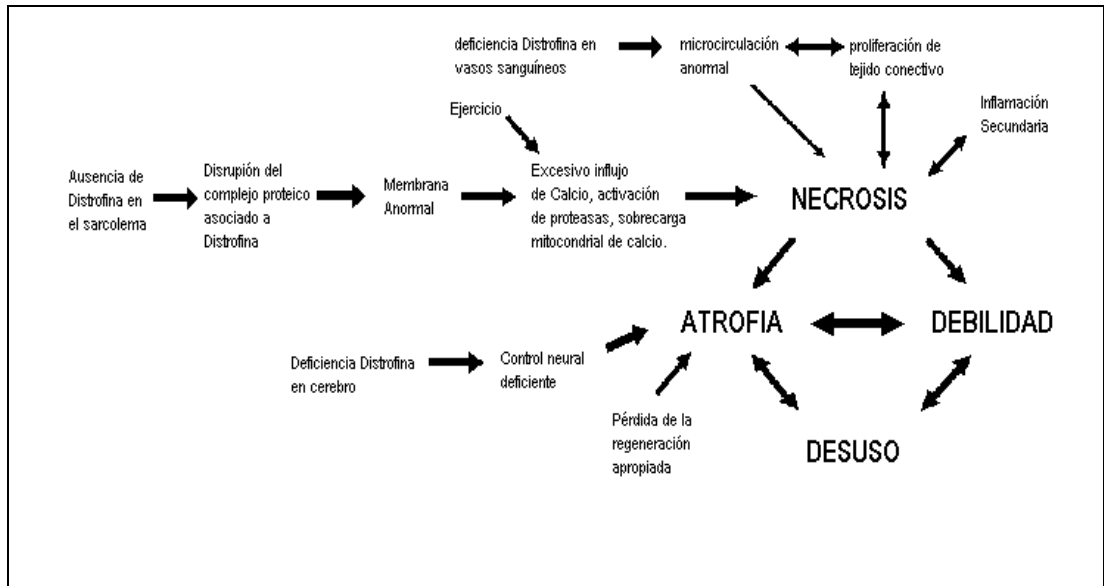 deficiencia Distrofina en
vasos sanguíneos
microcirculación
anormal
proliferación de
tejido conectivo
Ejercicio
Inflamación
Secundaria
Ausencia de
Distrofina en
el sarcolema
Disrupión del
complejo proteico
asociado a
Distrofina
Membrana
Anormal
Excesivo influjo
de Calcio, activación
de proteasas, sobrecarga
mitocondrial de calcio.
NECROSIS
ATROFIA
DEBILIDAD
Deficiencia Distrofina
en cerebro
Control neural
deficiente
Pérdida de la
regeneración
apropiada
DESUSO